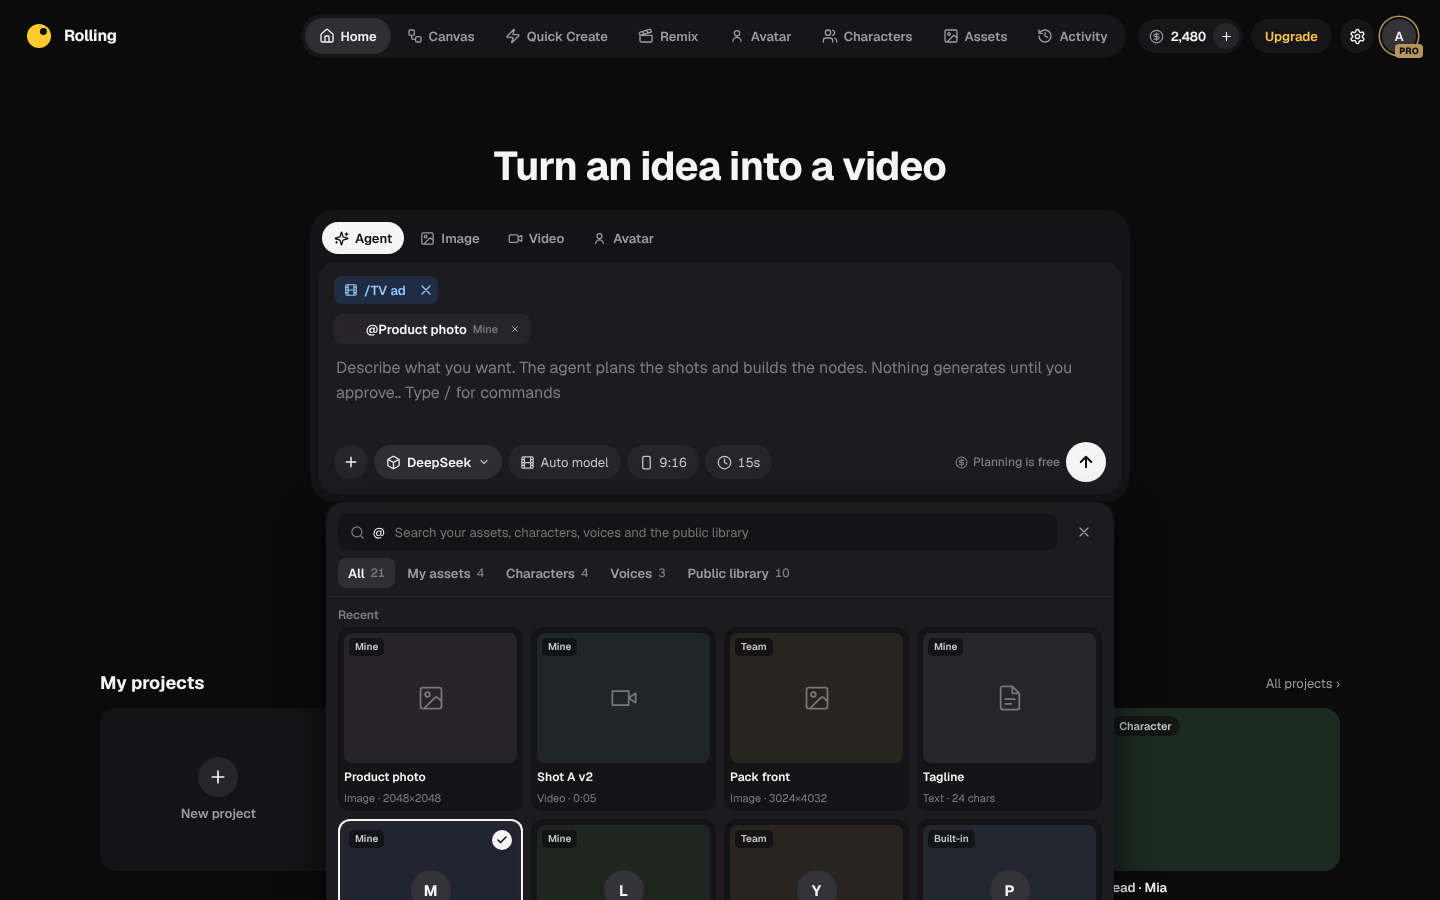 Rolling
Home
Canvas
Quick Create
Remix
Avatar
Characters
Assets
Activity
2,480
Upgrade
A
PRO
Turn an idea into a video
Agent
Image
Video
Avatar
/TV ad
@Product photo Mine
Describe what you want. The agent plans the shots and builds the nodes. Nothing generates until you
approve.. Type / for commands
DeepSeek
Auto model
9:16
15s
Planning is free
@ Search your assets, characters, voices and the public library
All 21
My assets 4
Characters 4
Voices 3
Public library 10
Recent
Mine
Mine
Team
Mine
Product photo
Shot A v2
Pack front
Tagline
Image · 2048×2048
Video · 0:05
Image · 3024×4032
Text · 24 chars
Mine
Mine
Team
Built-in
M
L
Y
P
My projects
All projects ›
New project
Character
ead · Mia